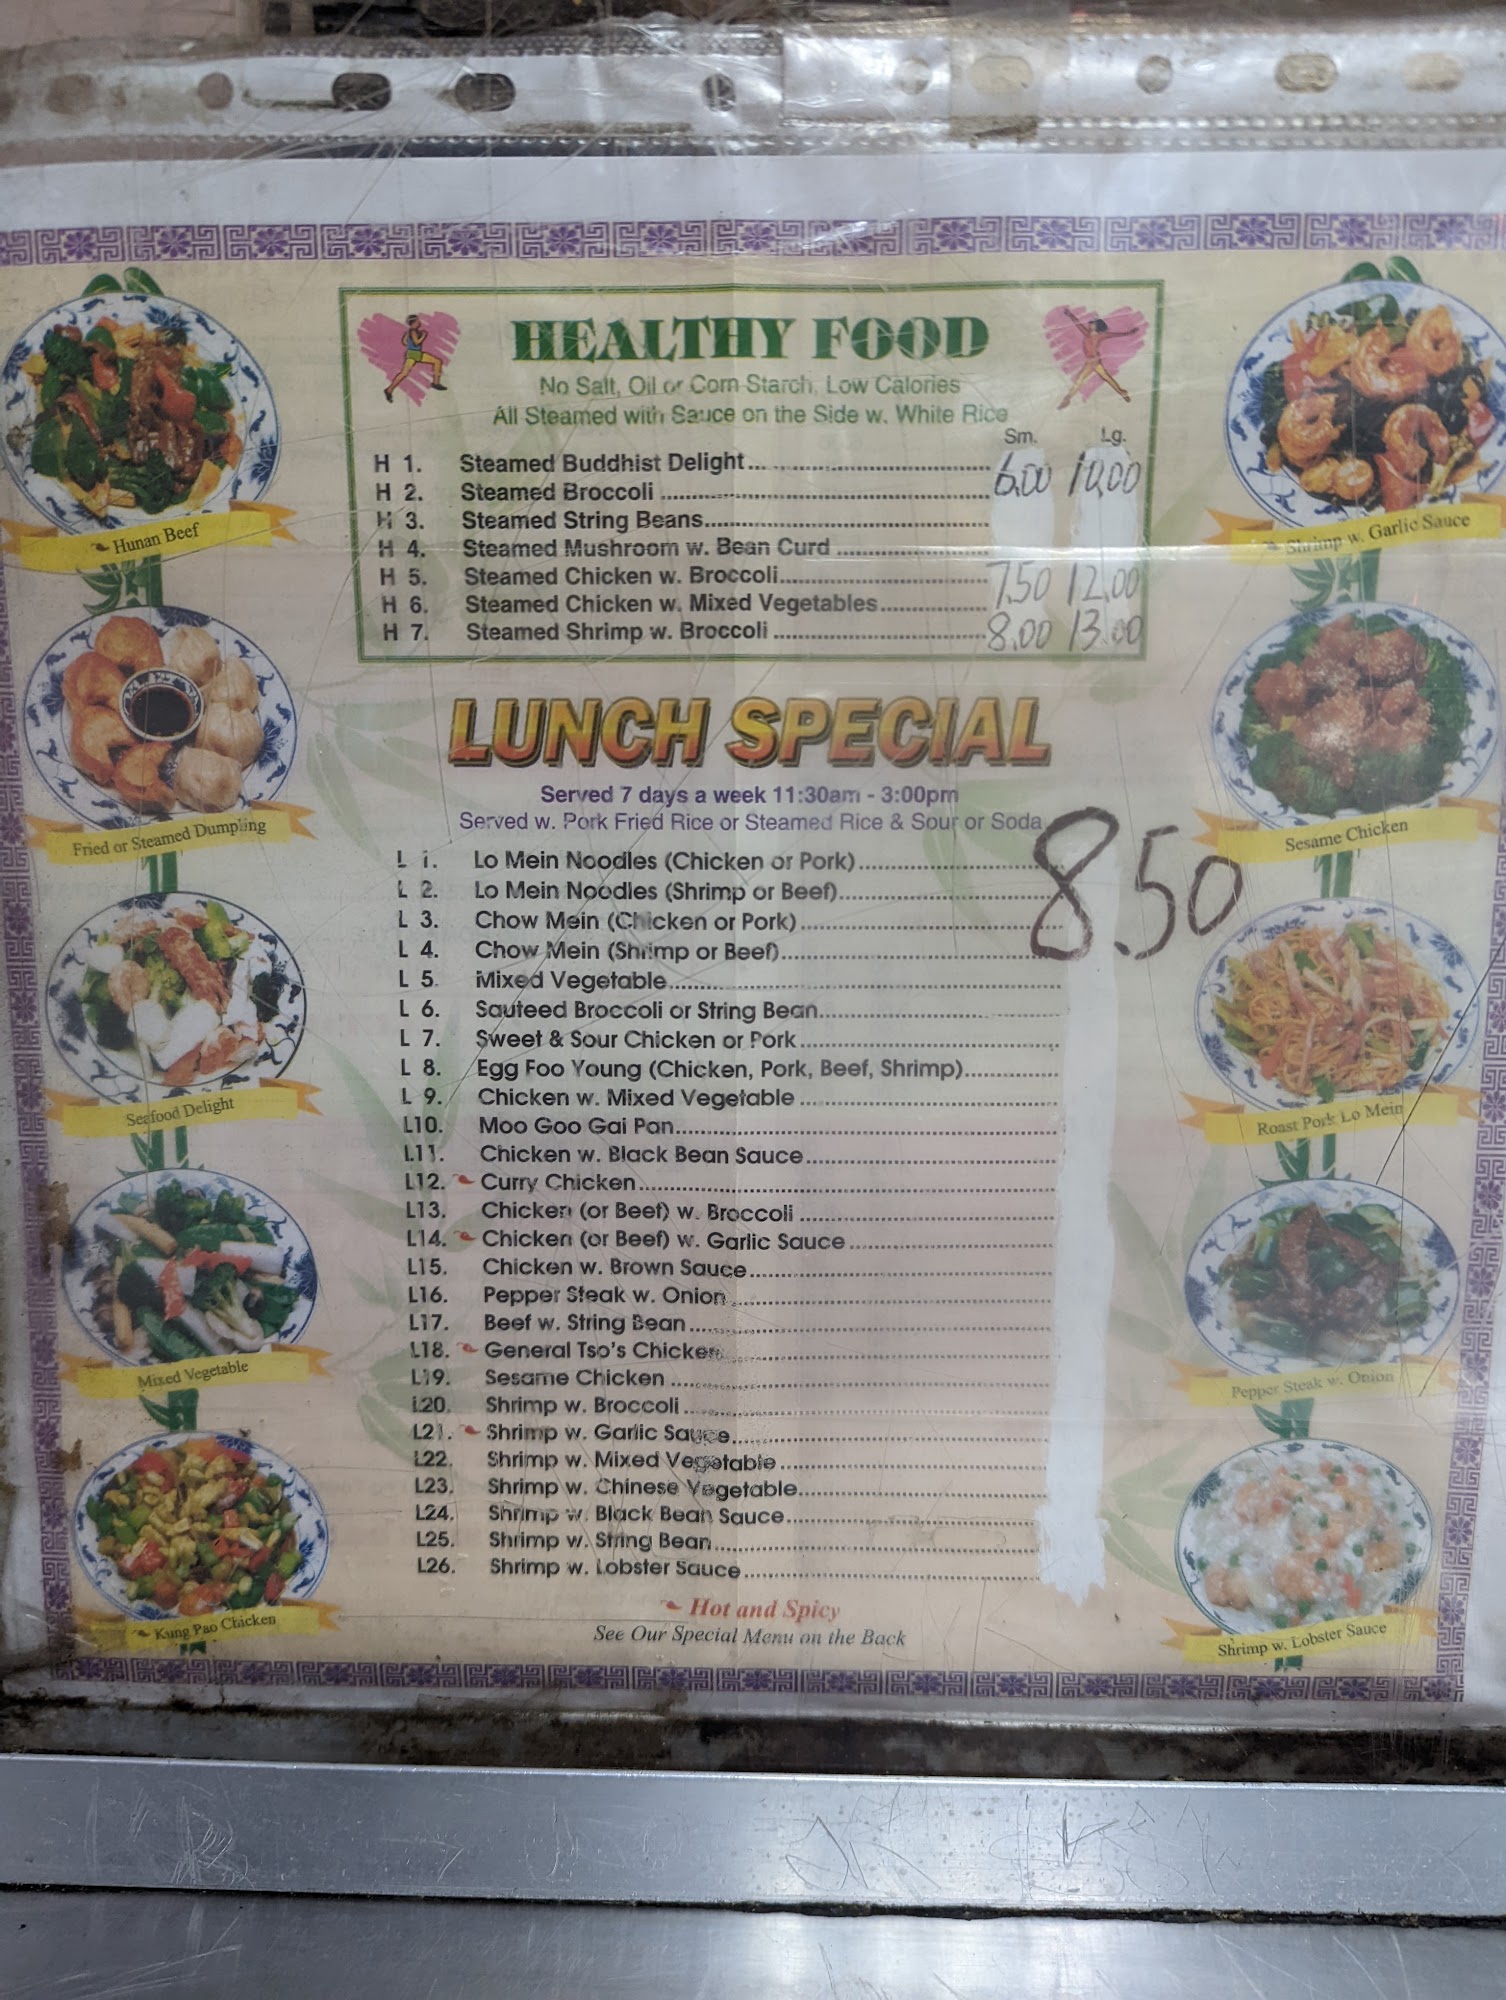 HEALTHY FOOD
No Salt, Oil or Corn Starch, Low Calories
All Steamed with Sauce on the Side w. White Rice
Sm. Lg.
H 1. Steamed Buddhist Delight
H 2. Steamed Broccoli 6.00 10.00
H 3. Steamed String Beans
H 4. Steamed Mushroom w. Bean Curd
H 5. Steamed Chicken w. Broccoli 7.50 12.00
H 6. Steamed Chicken w. Mixed Vegetables
H 7. Steamed Shrimp w. Broccoli 8.00 13.00
LUNCH SPECIAL
Served 7 days a week 11:30am - 3:00pm
Served w. Pork Fried Rice or Steamed Rice & Sour or Soda
8.50
L 1. Lo Mein Noodles (Chicken or Pork)
L 2. Lo Mein Noodles (Shrimp or Beef)
L 3. Chow Mein (Chicken or Pork)
L 4. Chow Mein (Shrimp or Beef)
L 5. Mixed Vegetable
L 6. Sauteed Broccoli or String Bean
L 7. Sweet & Sour Chicken or Pork
L 8. Egg Foo Young (Chicken, Pork, Beef, Shrimp)
L 9. Chicken w. Mixed Vegetable
L10. Moo Goo Gai Pan
L11. Chicken w. Black Bean Sauce
L12. Curry Chicken
L13. Chicken (or Beef) w. Broccoli
L14. Chicken (or Beef) w. Garlic Sauce
L15. Chicken w. Brown Sauce
L16. Pepper Steak w. Onion
L17. Beef w. String Bean
L18. General Tso's Chicken
L19. Sesame Chicken
L20. Shrimp w. Broccoli
L21. Shrimp w. Garlic Sauce
L22. Shrimp w. Mixed Vegetable
L23. Shrimp w. Chinese Vegetable
L24. Shrimp w. Black Bean Sauce
L25. Shrimp w. String Bean
L26. Shrimp w. Lobster Sauce
Hot and Spicy
See Our Special Menu on the Back
Hunan Beef
Fried or Steamed Dumpling
Seafood Delight
Mixed Vegetable
Kung Pao Chicken
Shrimp w. Garlic Sauce
Sesame Chicken
Roast Pork Lo Mein
Pepper Steak w. Onion
Shrimp w. Lobster Sauce